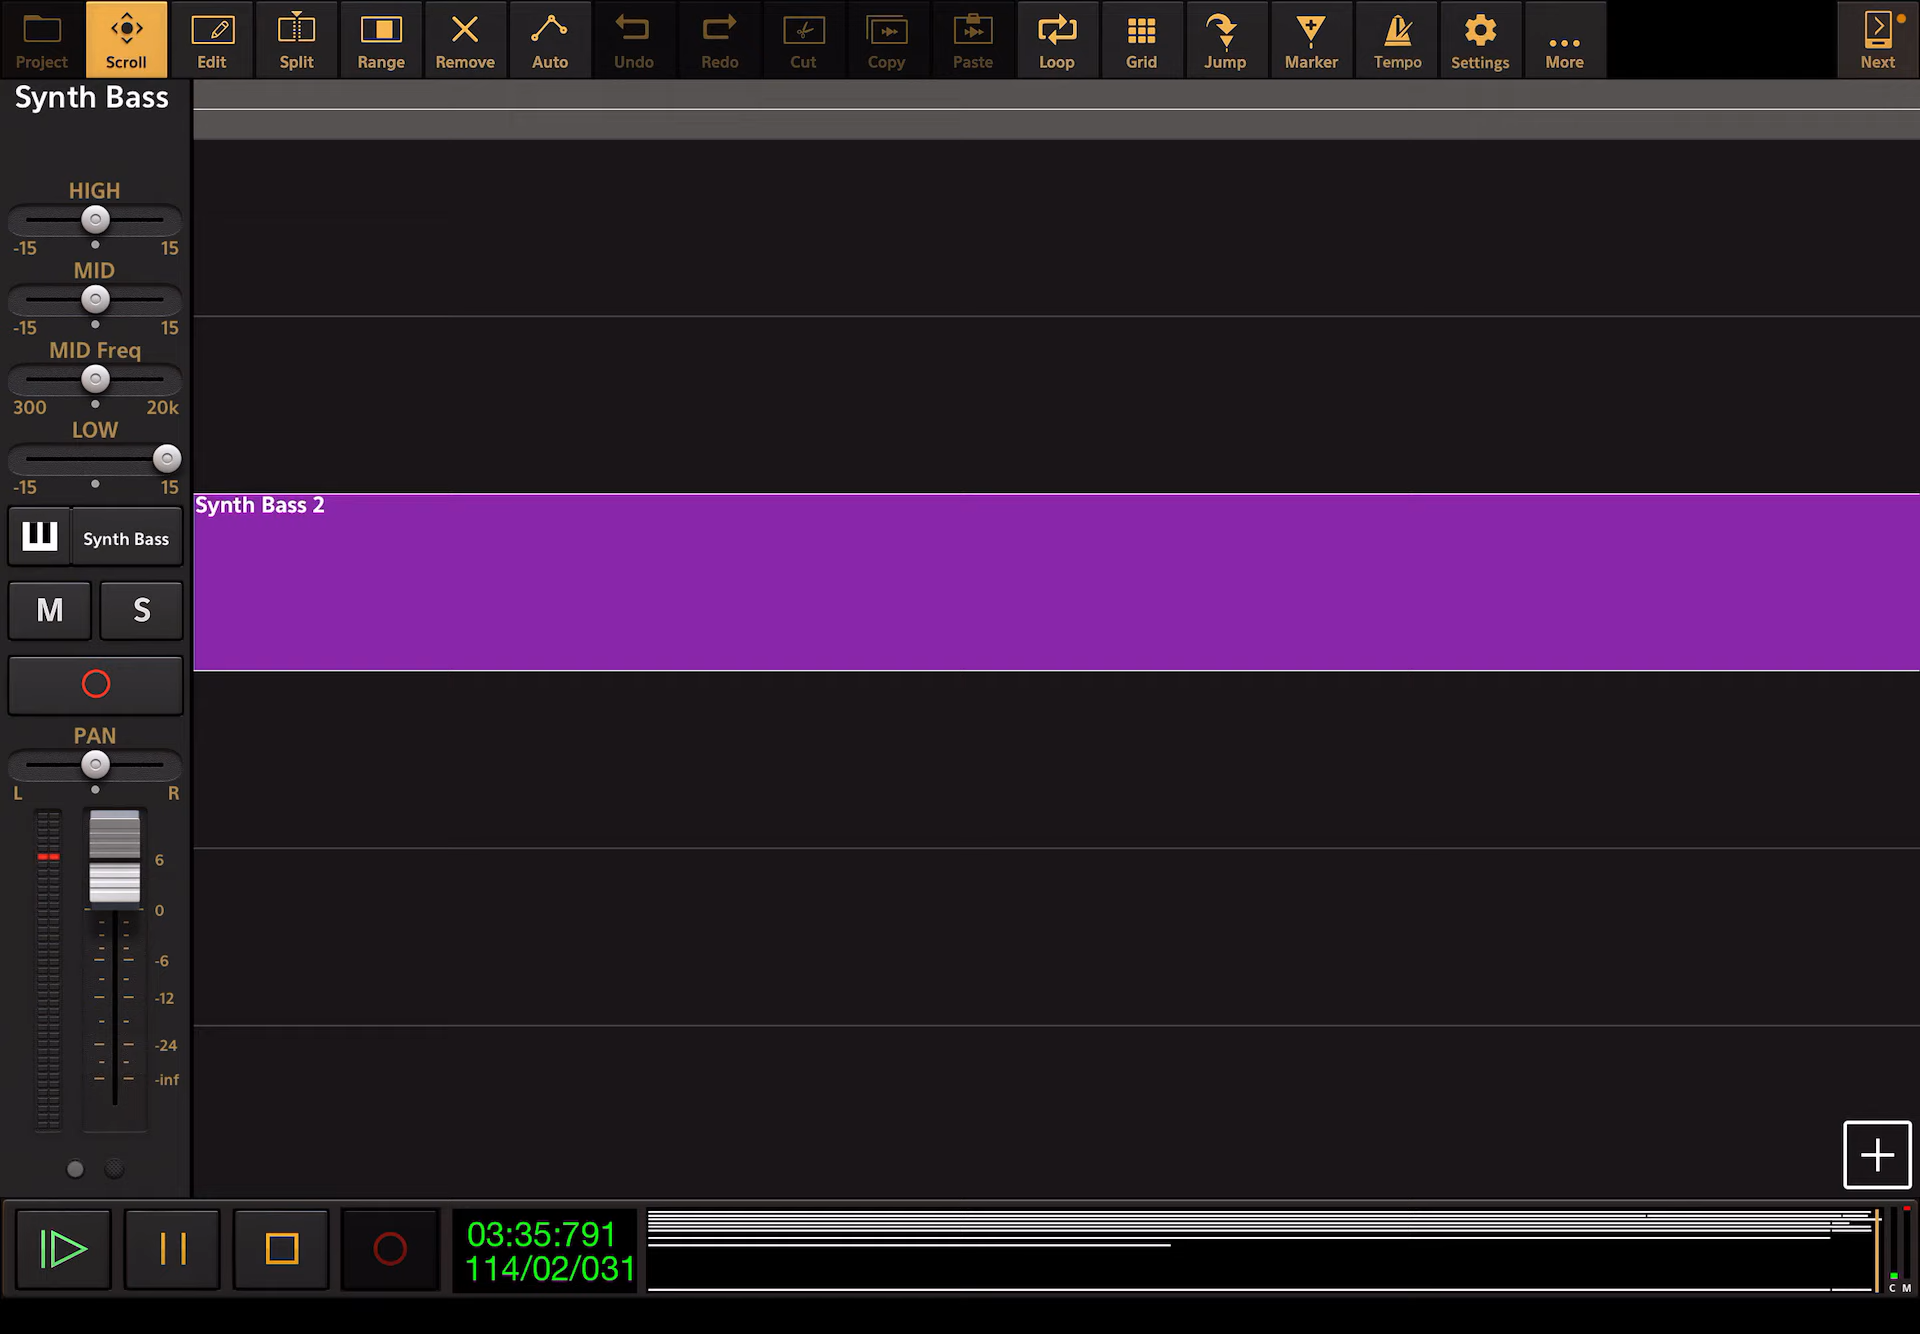 Project Scroll Edit Split Range Remove Auto Undo Redo Cut Copy Paste Loop Grid Jump Marker Tempo Settings More Next
Synth Bass
HIGH
-15 15
MID
-15 15
MID Freq
300 20k
LOW
-15 15
Synth Bass 2
Synth Bass
M S
PAN
L R
6
0
-6
-12
-24
-inf
03:35:791
114/02/031
C M